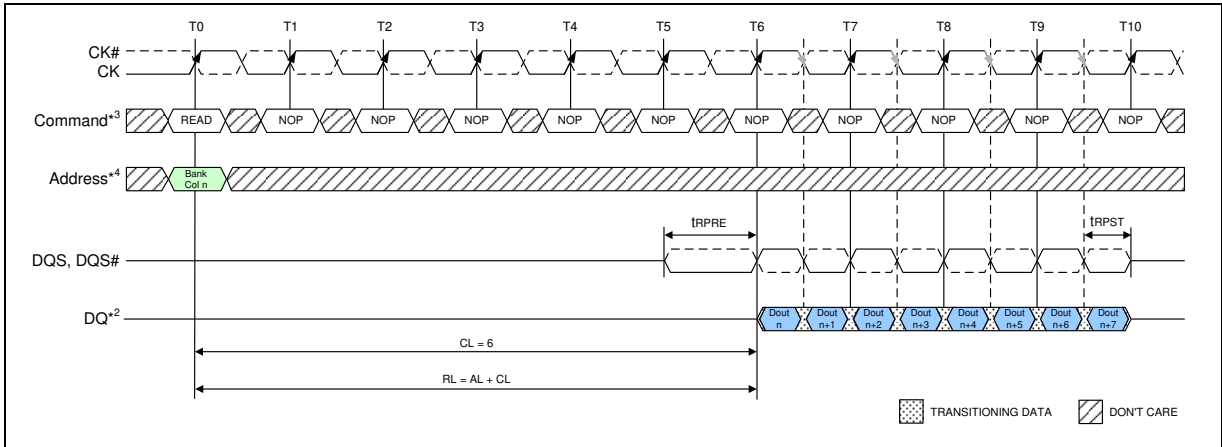 T0 T1 T2 T3 T4 T5 T6 T7 T8 T9 T10
CK#
CK
Command*3 READ NOP NOP NOP NOP NOP NOP NOP NOP NOP NOP
Address*4 Bank
Col n
tRPRE tRPST
DQS, DQS#
DQ*2 Dout Dout Dout Dout Dout Dout Dout Dout
n n+1 n+2 n+3 n+4 n+5 n+6 n+7
CL = 6
RL = AL + CL
TRANSITIONING DATA DON'T CARE